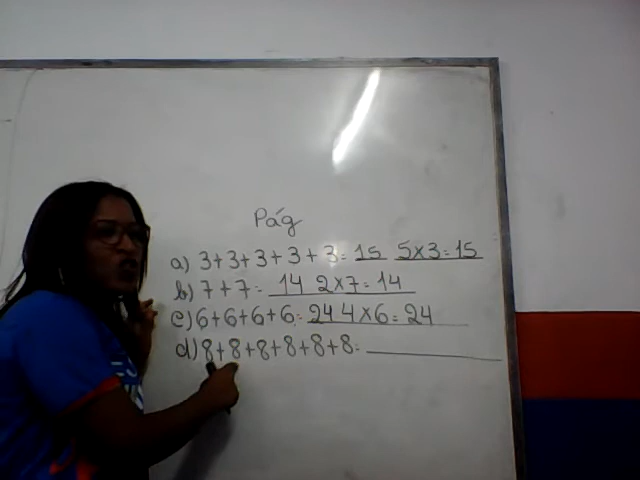 Pág
a) 3+3+3+3+3=15 5x3=15
b) 7+7=14 2x7=14
c) 6+6+6+6=24 4x6=24
d) 8+8+8+8+8+8=